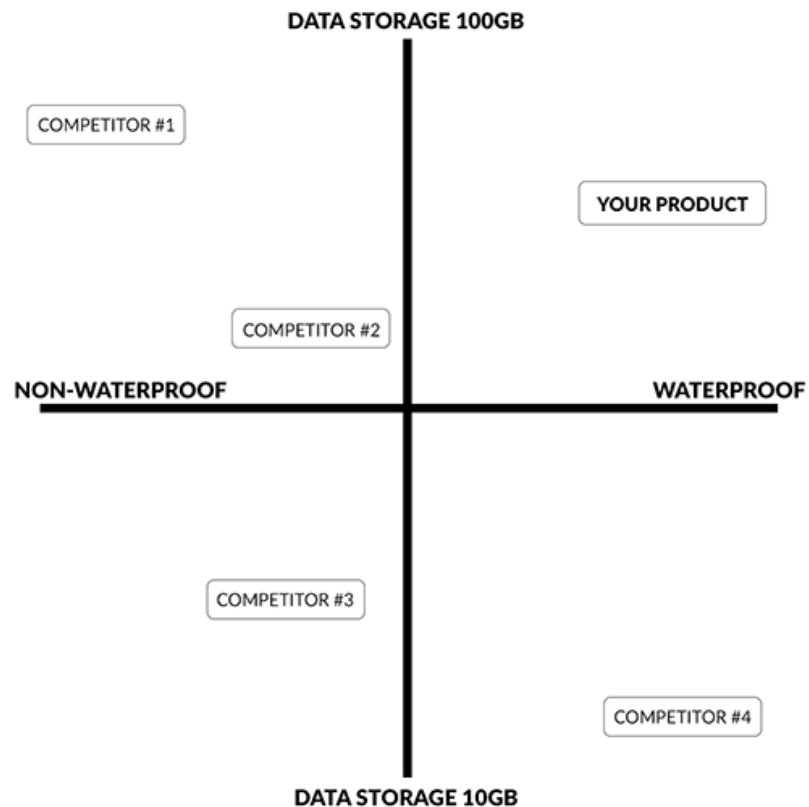 DATA STORAGE 100GB
COMPETITOR #1
YOUR PRODUCT
COMPETITOR #2
NON-WATERPROOF
WATERPROOF
COMPETITOR #3
COMPETITOR #4
DATA STORAGE 10GB